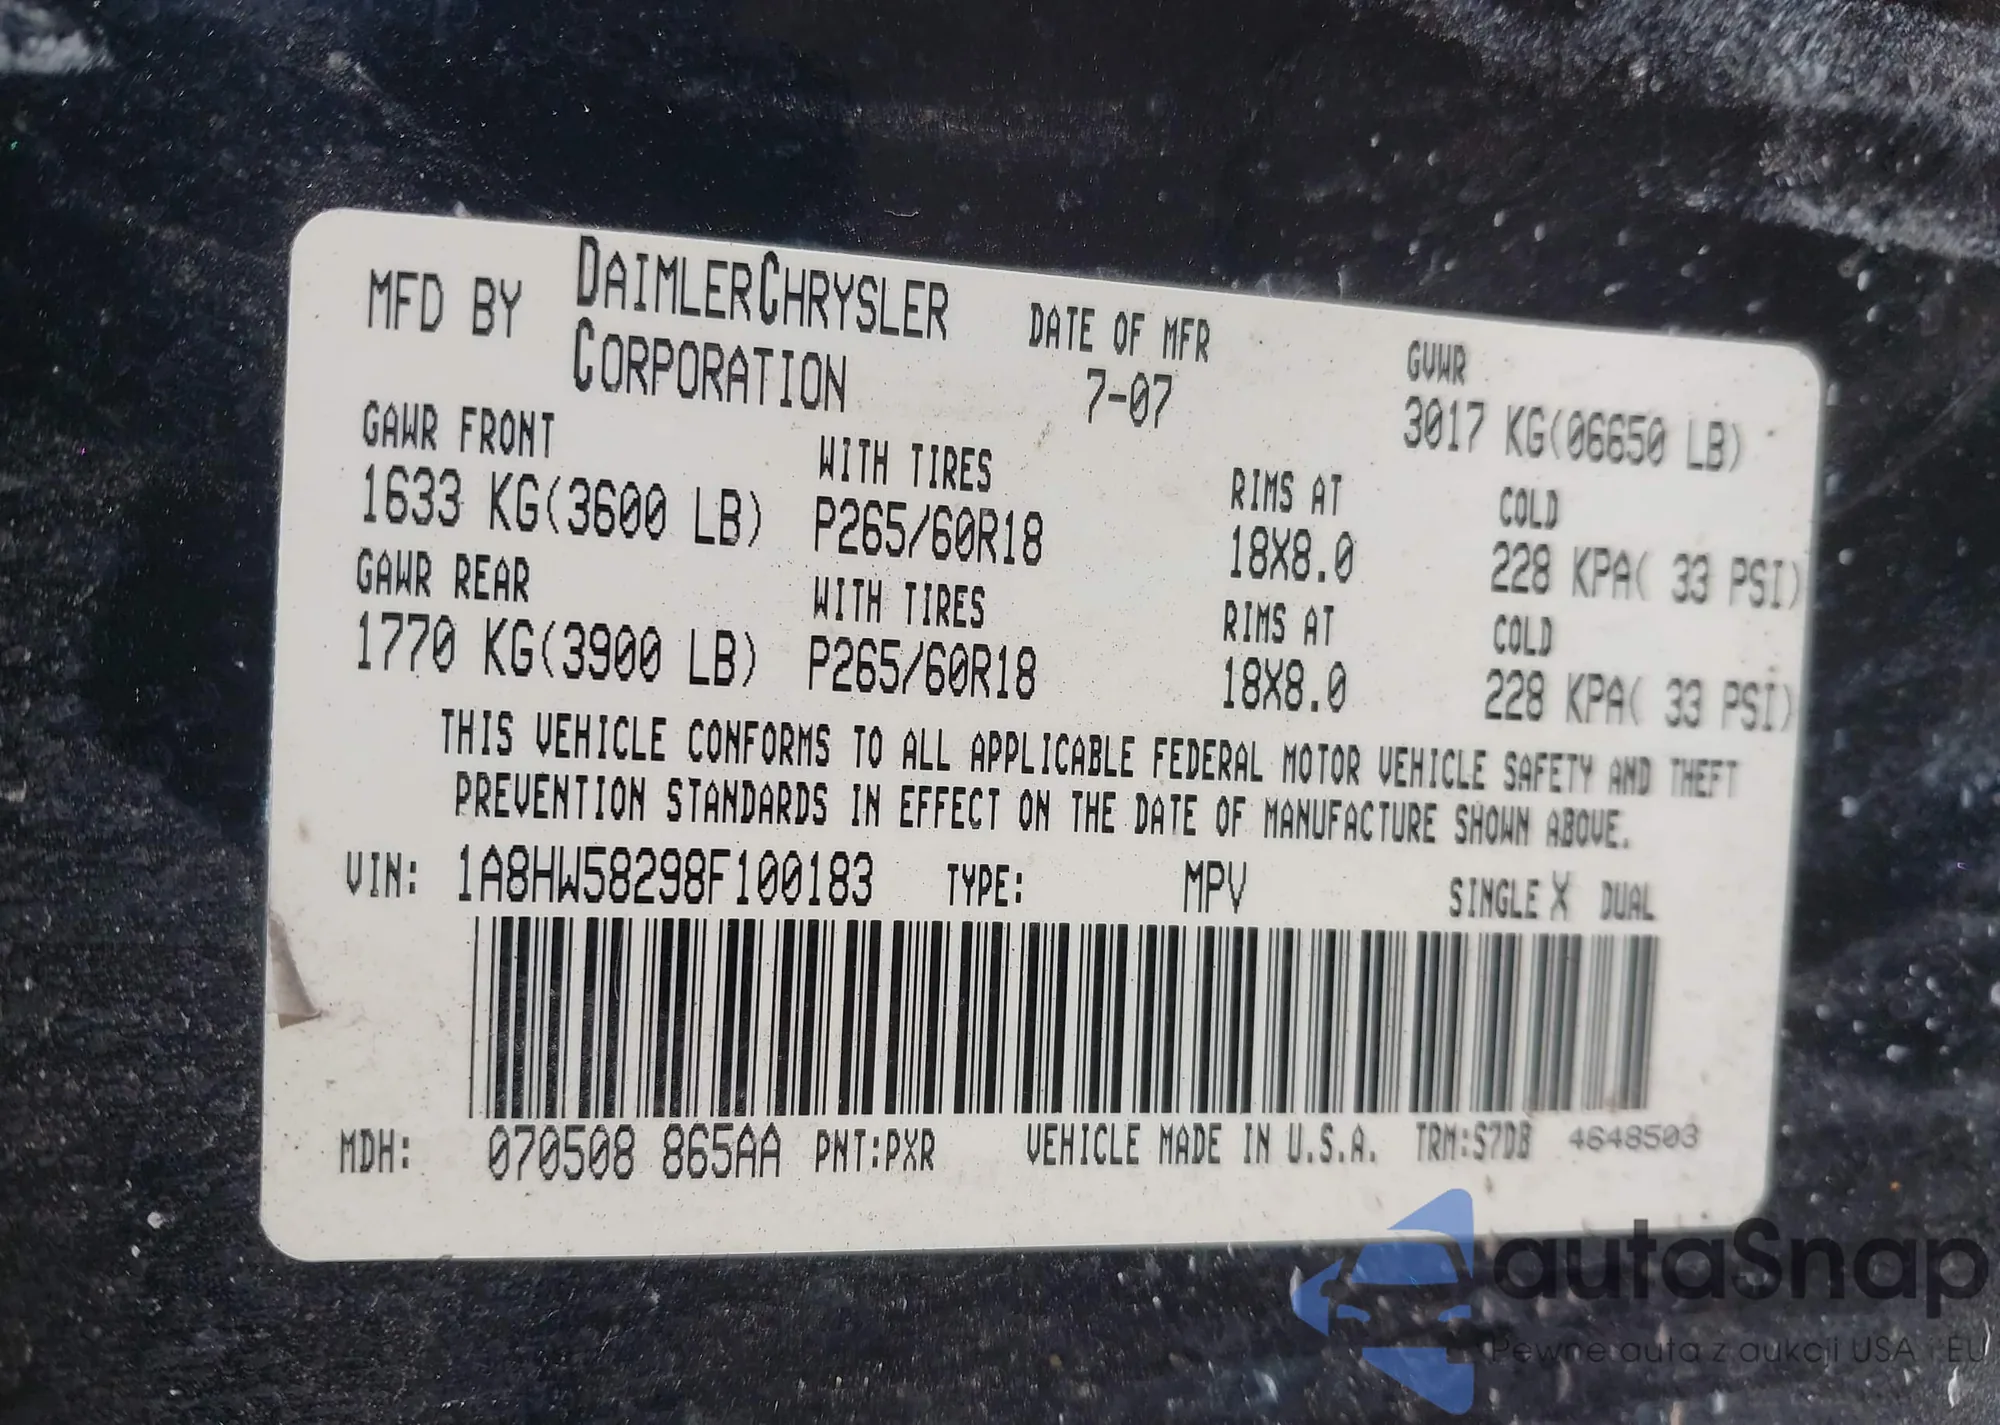 MFD BY DAIMLERCHRYSLER CORPORATION
DATE OF MFR
7-07
GVWR
3017 KG(06650 LB)
GAWR FRONT
WITH TIRES
RIMS AT
COLD
1633 KG(3600 LB) P265/60R18 18X8.0 228 KPA( 33 PSI)
GAWR REAR
WITH TIRES
RIMS AT
COLD
1770 KG(3900 LB) P265/60R18 18X8.0 228 KPA( 33 PSI)
THIS VEHICLE CONFORMS TO ALL APPLICABLE FEDERAL MOTOR VEHICLE SAFETY AND THEFT
PREVENTION STANDARDS IN EFFECT ON THE DATE OF MANUFACTURE SHOWN ABOVE.
VIN: 1A8HW58298F100183 TYPE: MPV SINGLE X DUAL
MDH: 070508 865AA PNT:PXR VEHICLE MADE IN U.S.A. TRM:S7DB 4648503
autaSnap
Pewne auta z aukcji USA i EU